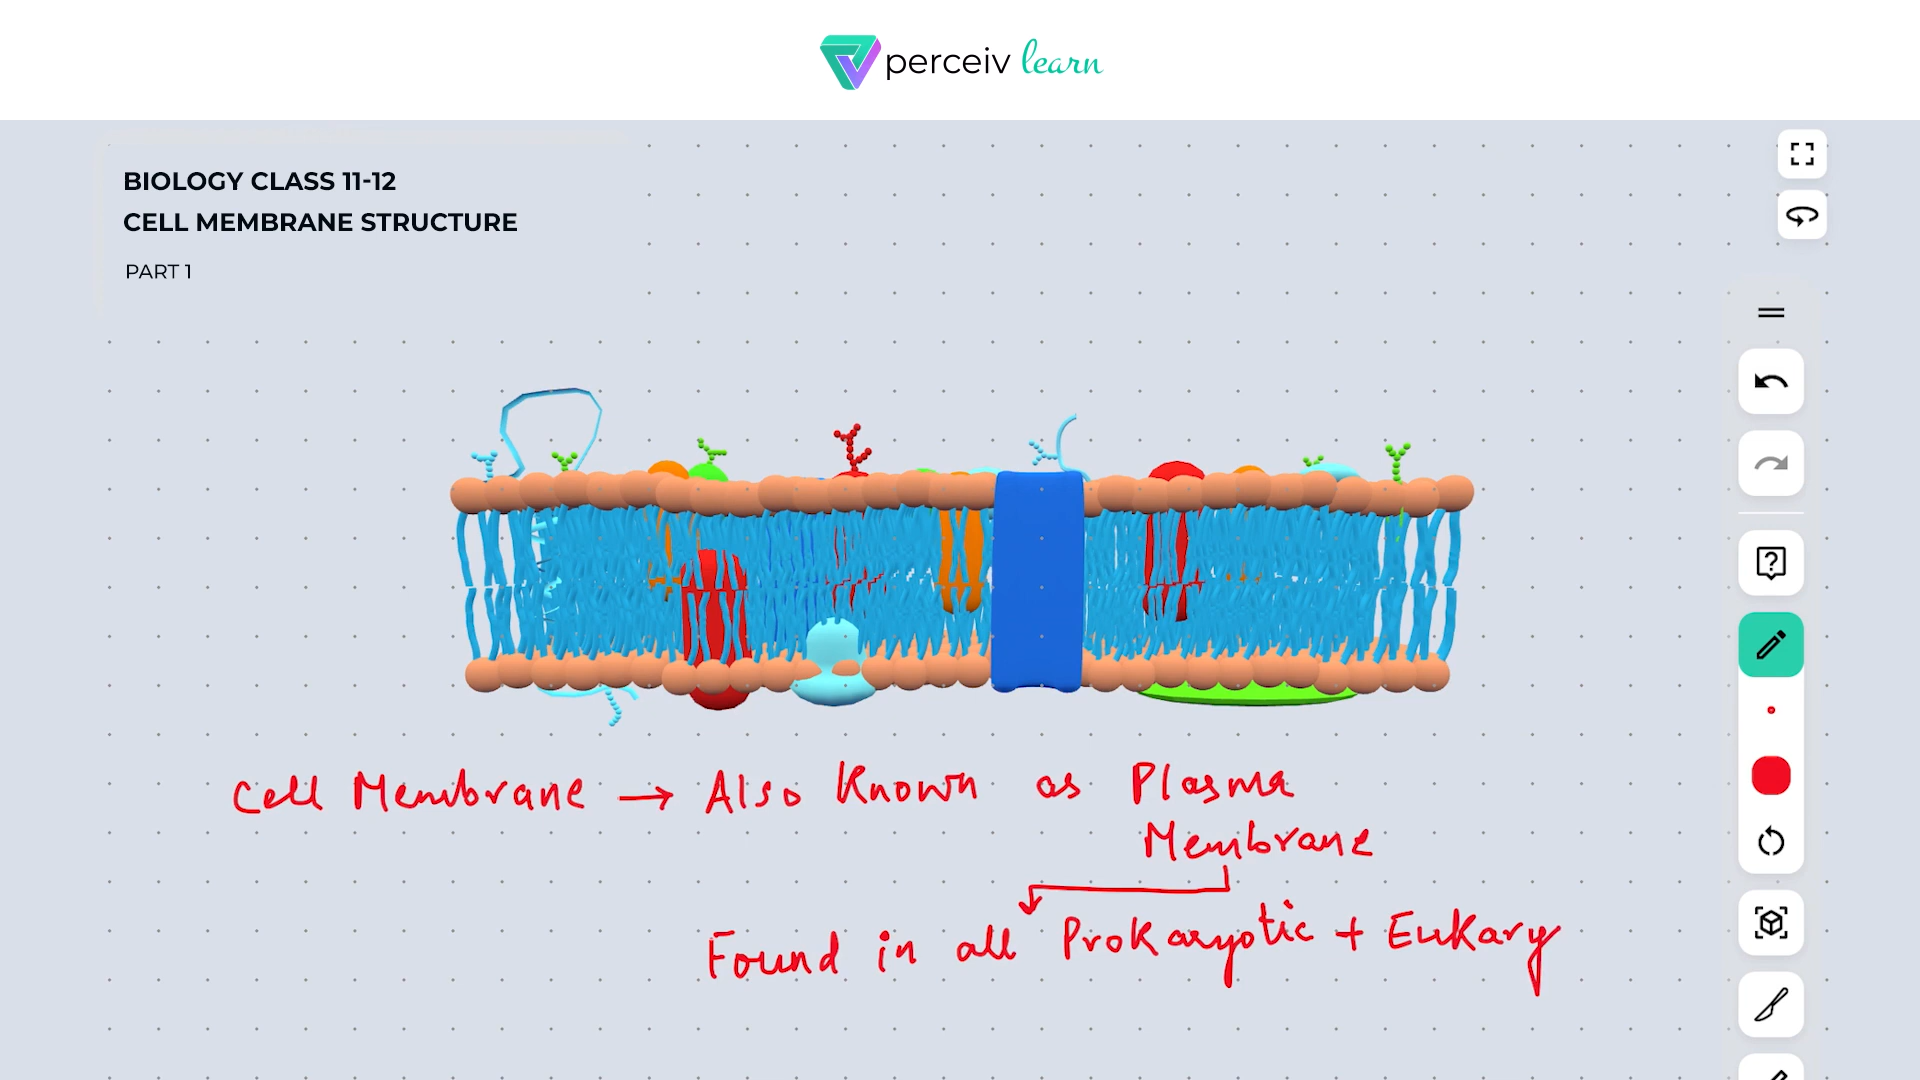 perceiv learn
BIOLOGY CLASS 11-12
CELL MEMBRANE STRUCTURE
PART 1
Cell Membrane → Also Known as Plasma
Membrane
Found in all Prokaryotic + Eukary